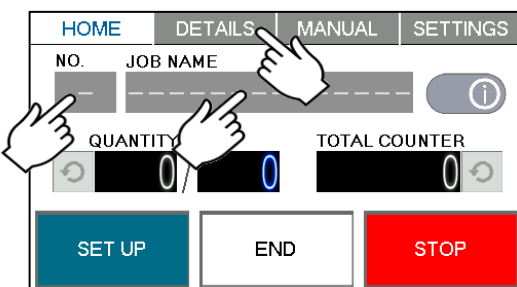 HOME DETAILS MANUAL SETTINGS
NO. JOB NAME
– – – – – – – – – – – – – –
QUANTITY TOTAL COUNTER
0 / 0 0
SET UP END STOP